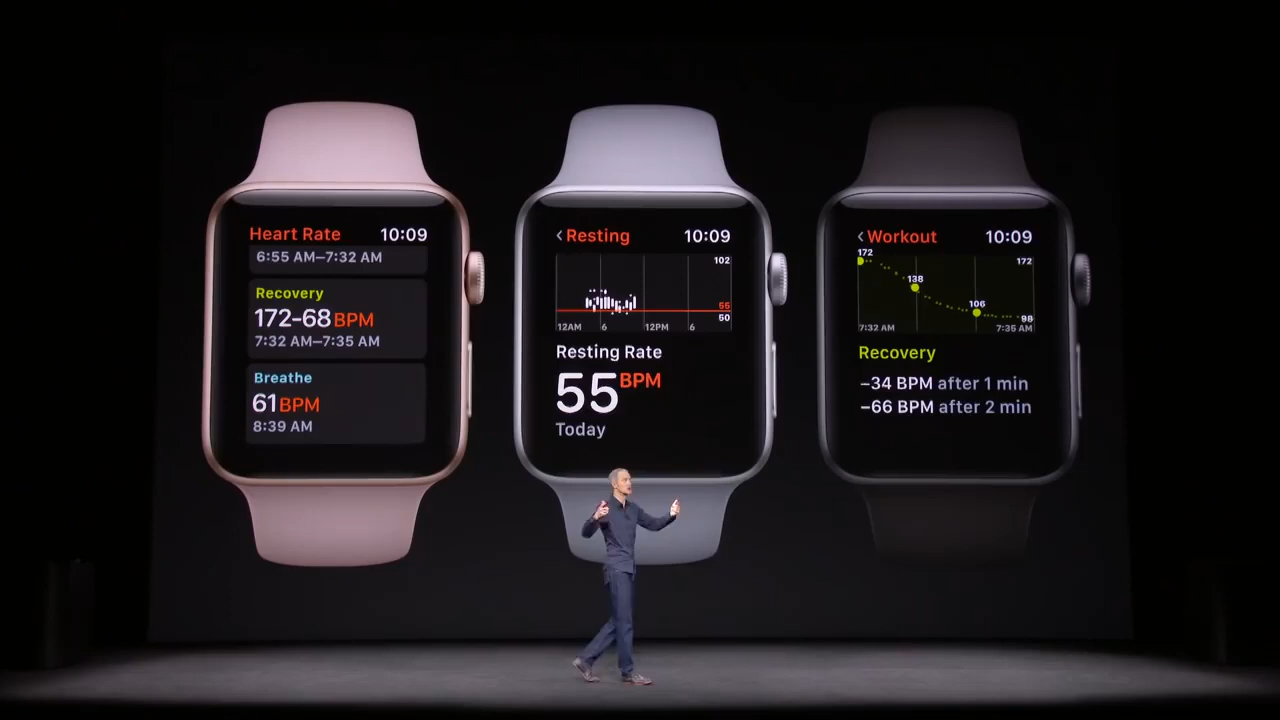 Heart Rate 10:09
6:55 AM–7:32 AM
Recovery
172-68 BPM
7:32 AM–7:35 AM
Breathe
61 BPM
8:39 AM
< Resting 10:09
102
55
50
12AM 6 12PM 6
Resting Rate
55 BPM
Today
< Workout 10:09
172 172
138
106
98
7:32 AM 7:35 AM
Recovery
–34 BPM after 1 min
–66 BPM after 2 min